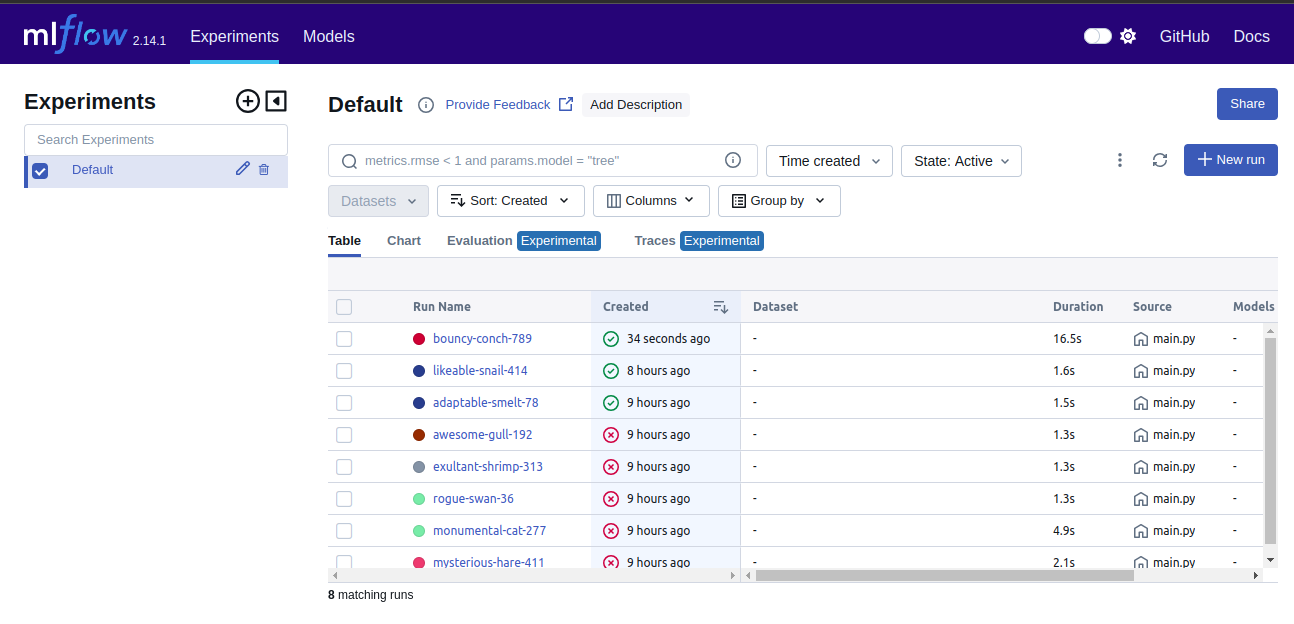 mlflow 2.14.1 Experiments Models GitHub Docs
Experiments
Search Experiments
Default
Default Provide Feedback Add Description Share
metrics.rmse < 1 and params.model = "tree" Time created State: Active New run
Datasets Sort: Created Columns Group by
Table Chart Evaluation Experimental Traces Experimental
Run Name Created Dataset Duration Source Models
bouncy-conch-789 34 seconds ago - 16.5s main.py -
likeable-snail-414 8 hours ago - 1.6s main.py -
adaptable-smelt-78 9 hours ago - 1.5s main.py -
awesome-gull-192 9 hours ago - 1.3s main.py -
exultant-shrimp-313 9 hours ago - 1.3s main.py -
rogue-swan-36 9 hours ago - 1.3s main.py -
monumental-cat-277 9 hours ago - 4.9s main.py -
mysterious-hare-411 9 hours ago - 2.1s main.py -
8 matching runs